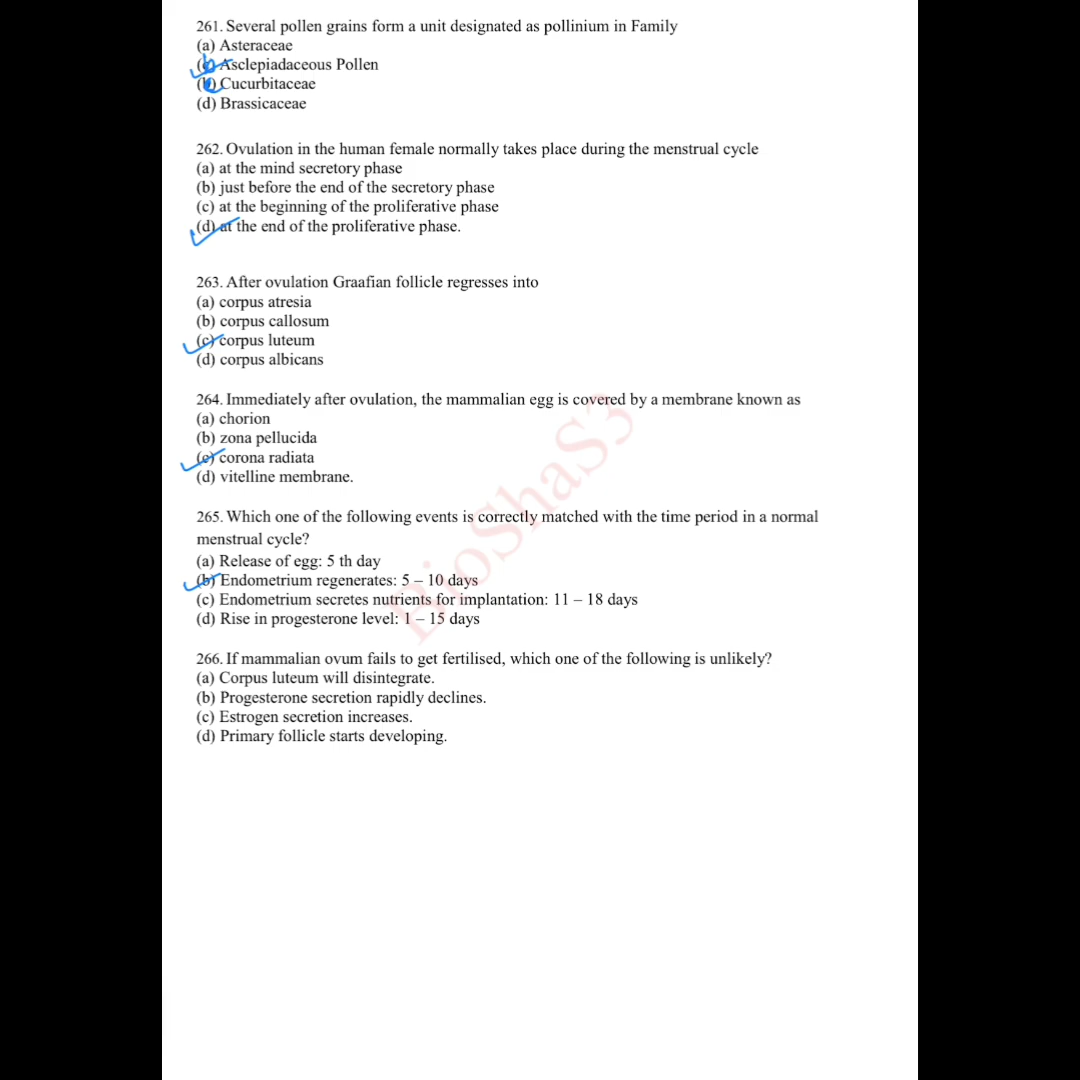 261. Several pollen grains form a unit designated as pollinium in Family
(a) Asteraceae
(b) Asclepiadaceous Pollen
(c) Cucurbitaceae
(d) Brassicaceae
262. Ovulation in the human female normally takes place during the menstrual cycle
(a) at the mind secretory phase
(b) just before the end of the secretory phase
(c) at the beginning of the proliferative phase
(d) at the end of the proliferative phase.
263. After ovulation Graafian follicle regresses into
(a) corpus atresia
(b) corpus callosum
(c) corpus luteum
(d) corpus albicans
264. Immediately after ovulation, the mammalian egg is covered by a membrane known as
(a) chorion
(b) zona pellucida
(c) corona radiata
(d) vitelline membrane.
265. Which one of the following events is correctly matched with the time period in a normal
menstrual cycle?
(a) Release of egg: 5 th day
(b) Endometrium regenerates: 5 – 10 days
(c) Endometrium secretes nutrients for implantation: 11 – 18 days
(d) Rise in progesterone level: 1 – 15 days
266. If mammalian ovum fails to get fertilised, which one of the following is unlikely?
(a) Corpus luteum will disintegrate.
(b) Progesterone secretion rapidly declines.
(c) Estrogen secretion increases.
(d) Primary follicle starts developing.
BioShaS3